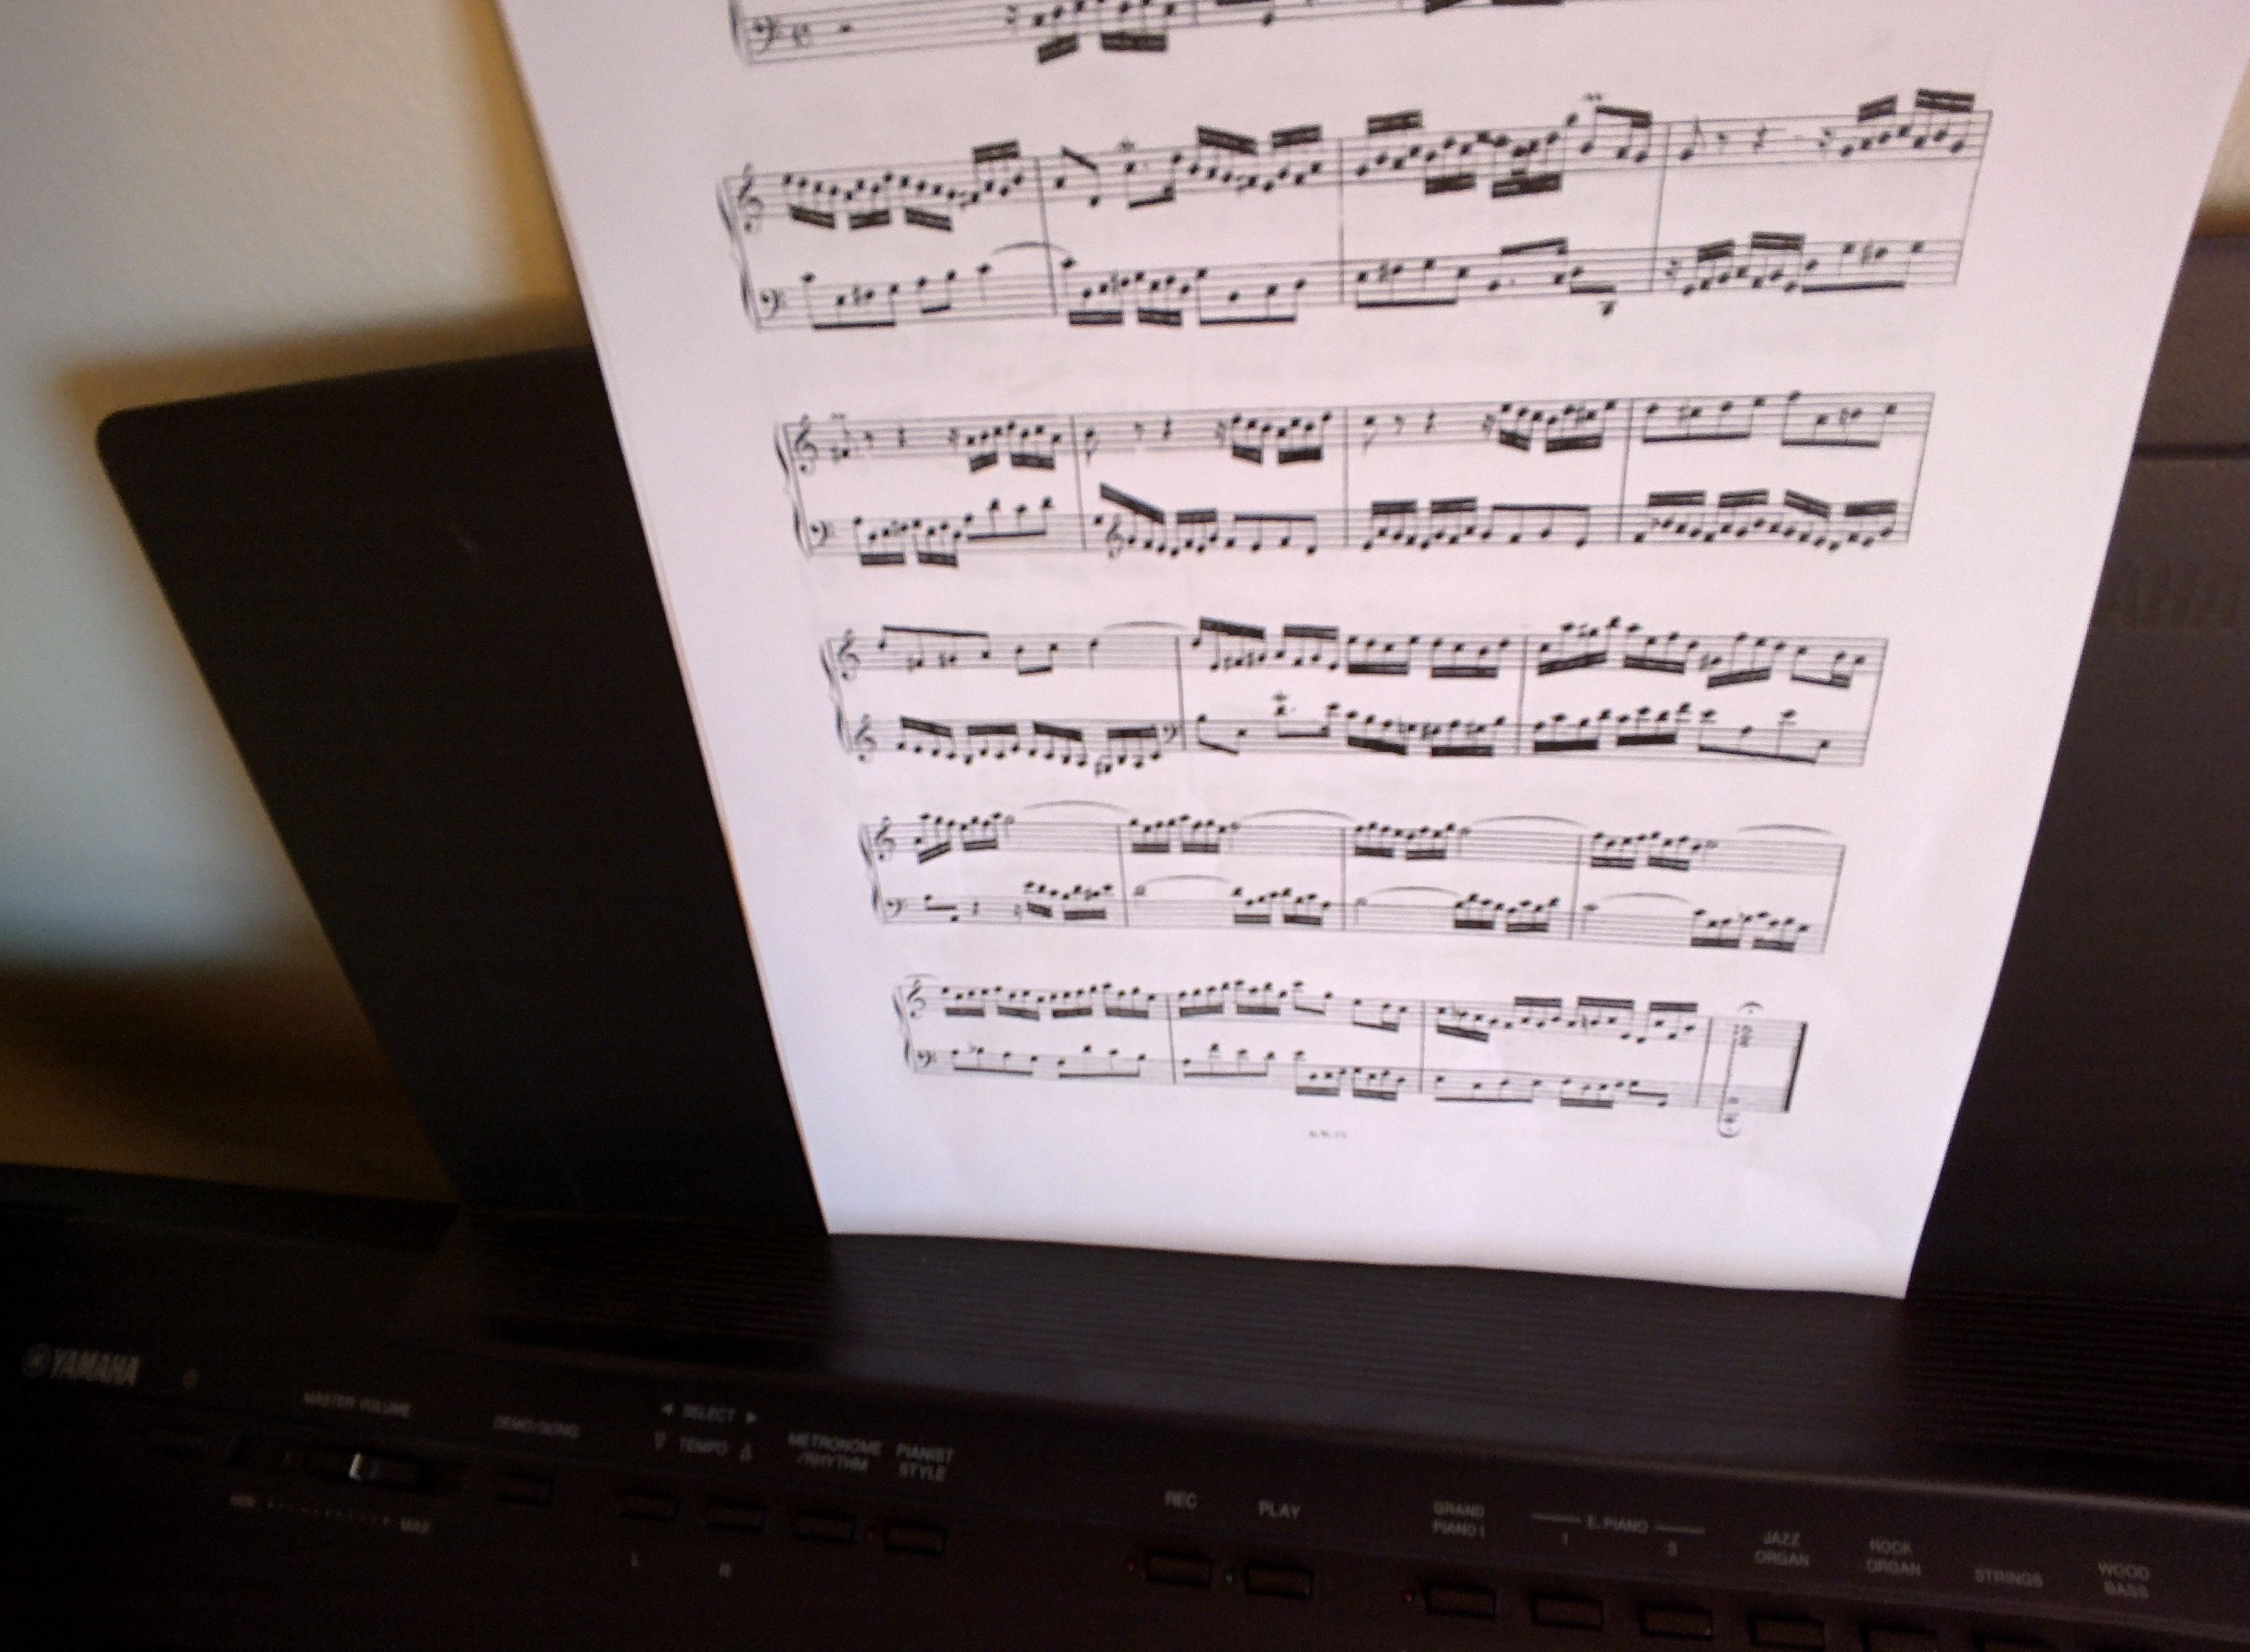 YAMAHA
MASTER VOLUME
MIN MAX
DEMO/SONG
◄ SELECT ►
▽ TEMPO △
L R
METRONOME
/RHYTHM
PIANIST
STYLE
REC
PLAY
GRAND
PIANO 1
E. PIANO
1
JAZZ
ORGAN
ROCK
ORGAN
STRINGS
WOOD
BASS